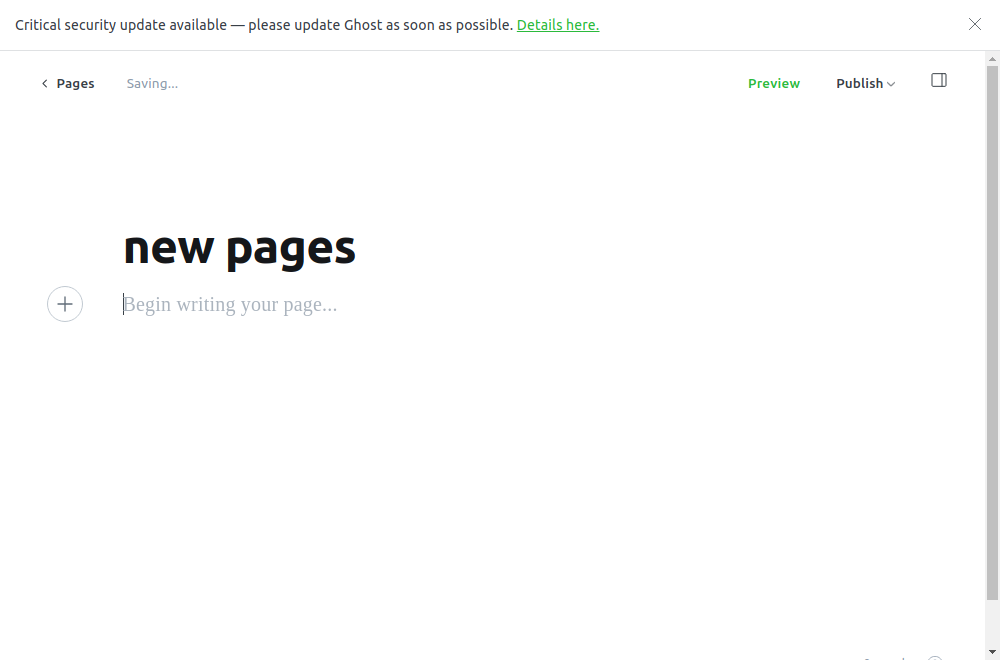 Critical security update available — please update Ghost as soon as possible. Details here.
Pages
Saving...
Preview
Publish
new pages
Begin writing your page...